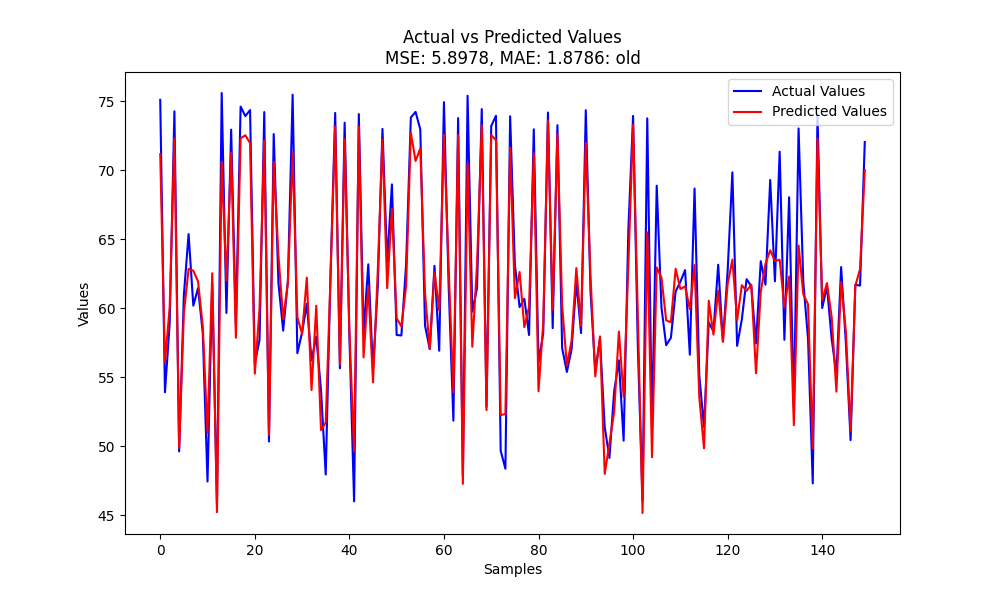 Actual vs Predicted Values
MSE: 5.8978, MAE: 1.8786: old
Actual Values
Predicted Values
Values
75
70
65
60
55
50
45
0 20 40 60 80 100 120 140
Samples